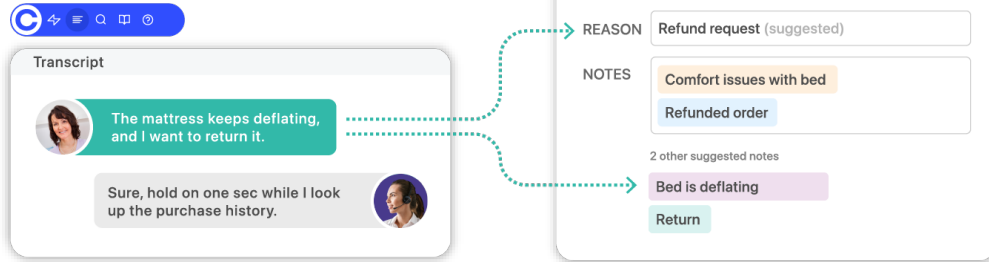 Transcript
The mattress keeps deflating,
and I want to return it.
Sure, hold on one sec while I look
up the purchase history.
REASON
Refund request (suggested)
NOTES
Comfort issues with bed
Refunded order
2 other suggested notes
Bed is deflating
Return